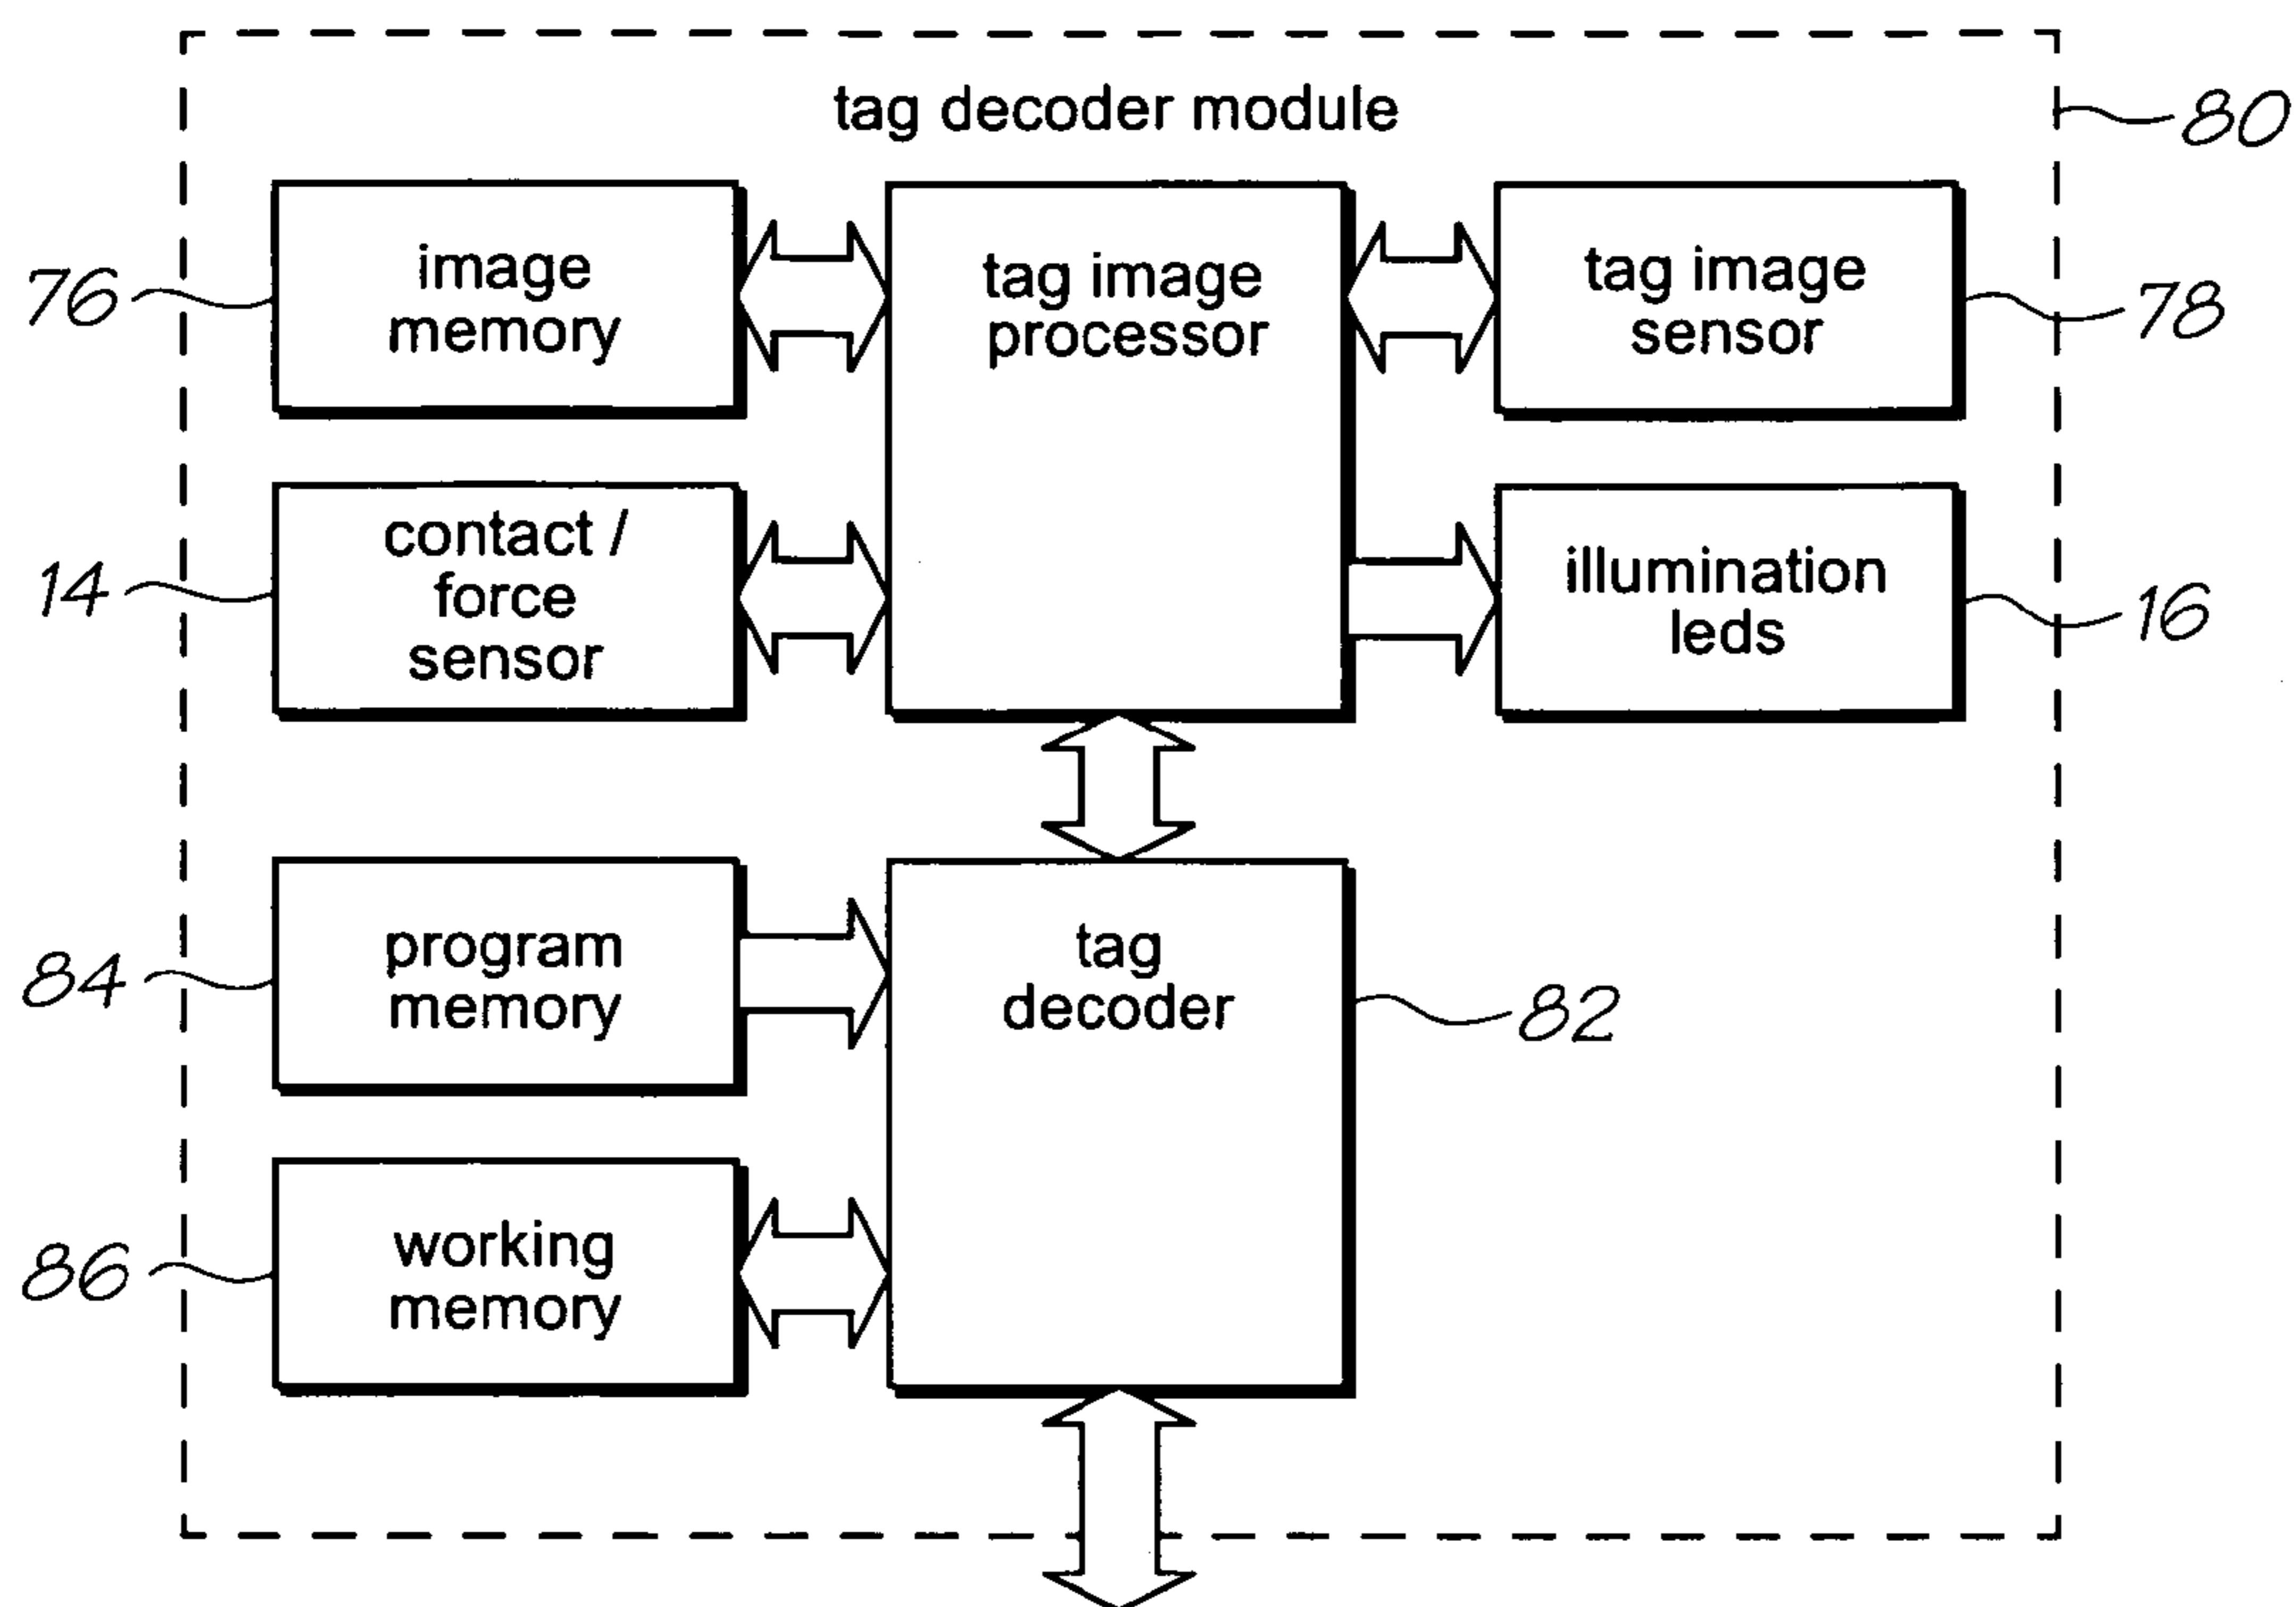 tag decoder module
80
image
memory
76
tag image
processor
tag image
sensor
78
contact /
force
sensor
14
illumination
leds
16
program
memory
84
tag
decoder
82
working
memory
86